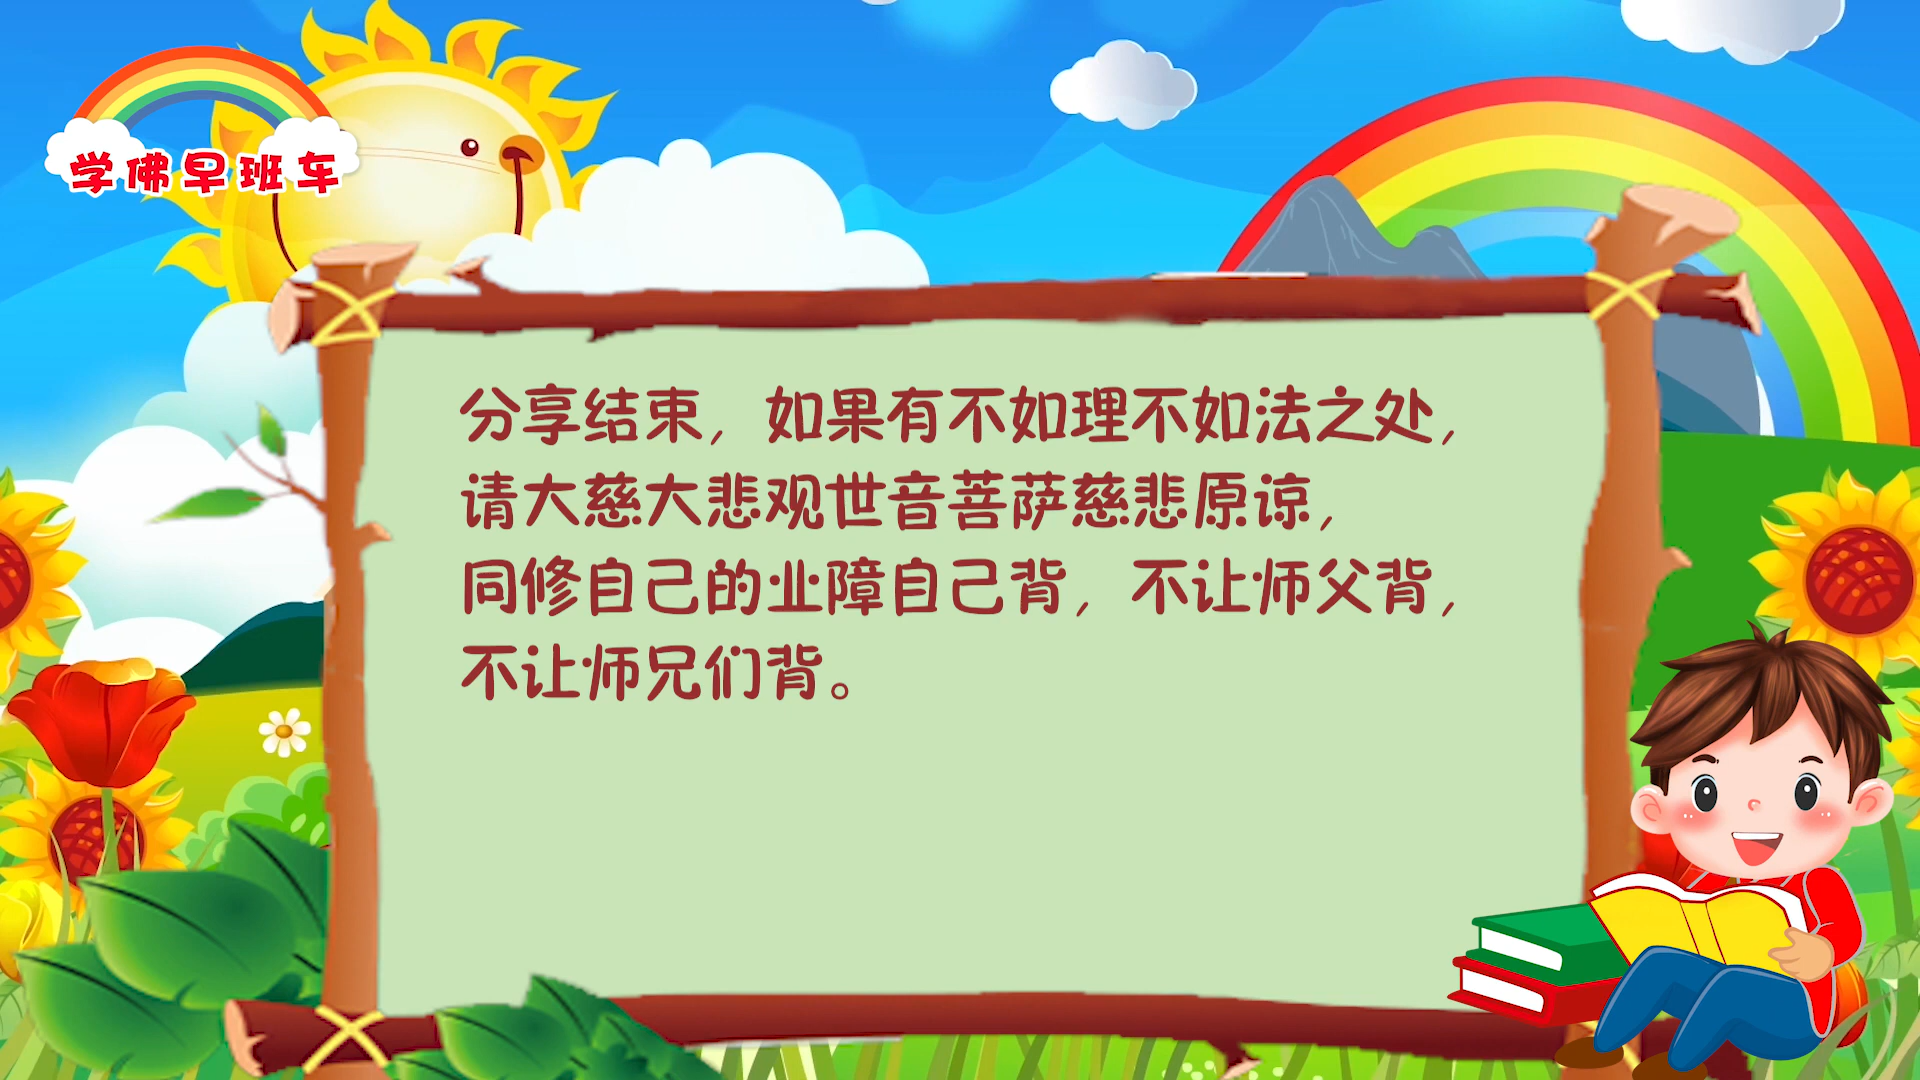 学佛早班车
分享结束，如果有不如理不如法之处，
请大慈大悲观世音菩萨慈悲原谅，
同修自己的业障自己背，不让师父背，
不让师兄们背。